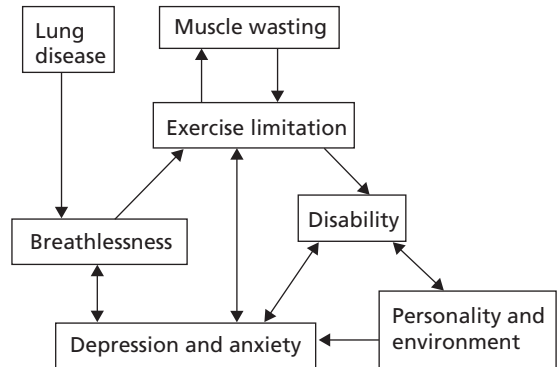 Lung
disease
Muscle wasting
Exercise limitation
Disability
Breathlessness
Personality and
environment
Depression and anxiety